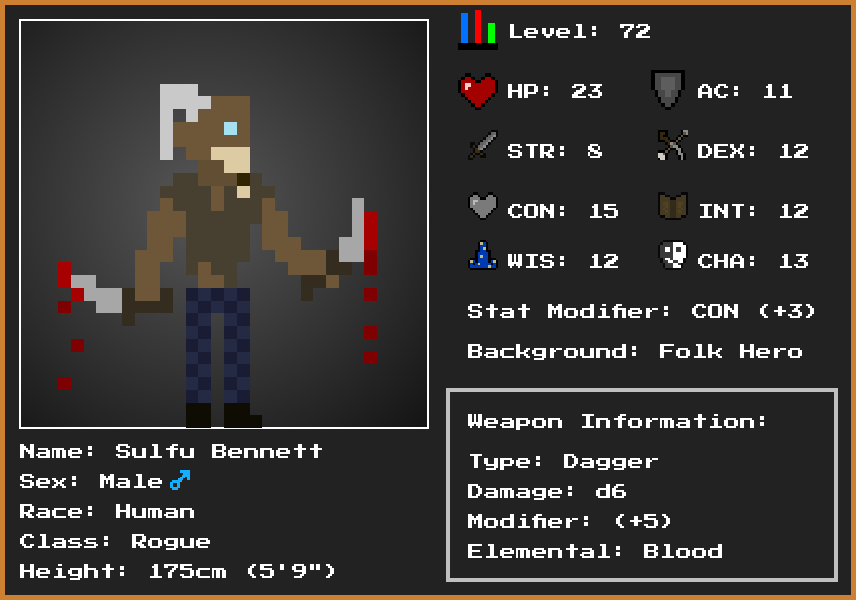 Level: 72
HP: 23
AC: 11
STR: 8
DEX: 12
CON: 15
INT: 12
WIS: 12
CHA: 13
Stat Modifier: CON (+3)
Background: Folk Hero
Weapon Information:
Type: Dagger
Damage: d6
Modifier: (+5)
Elemental: Blood
Name: Sulfu Bennett
Sex: Male♂
Race: Human
Class: Rogue
Height: 175cm (5'9")